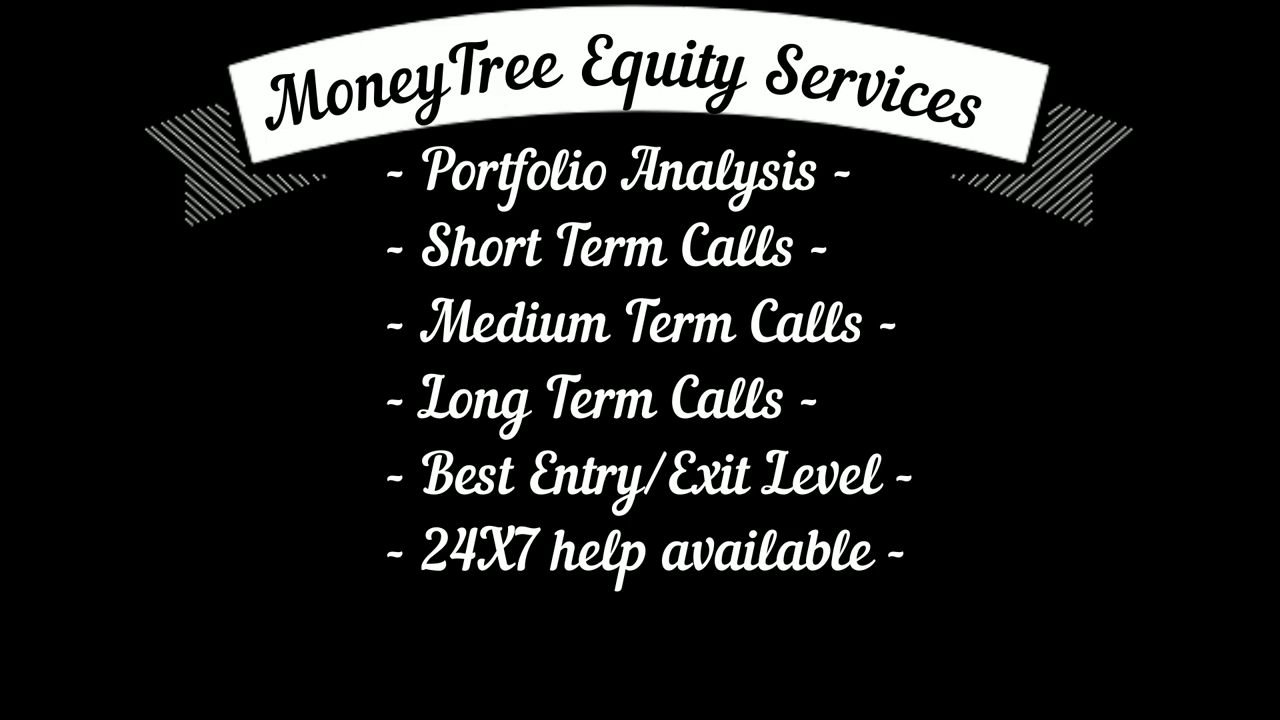 MoneyTree Equity Services
~ Portfolio Analysis ~
~ Short Term Calls ~
~ Medium Term Calls ~
~ Long Term Calls ~
~ Best Entry/Exit Level ~
~ 24X7 help available ~